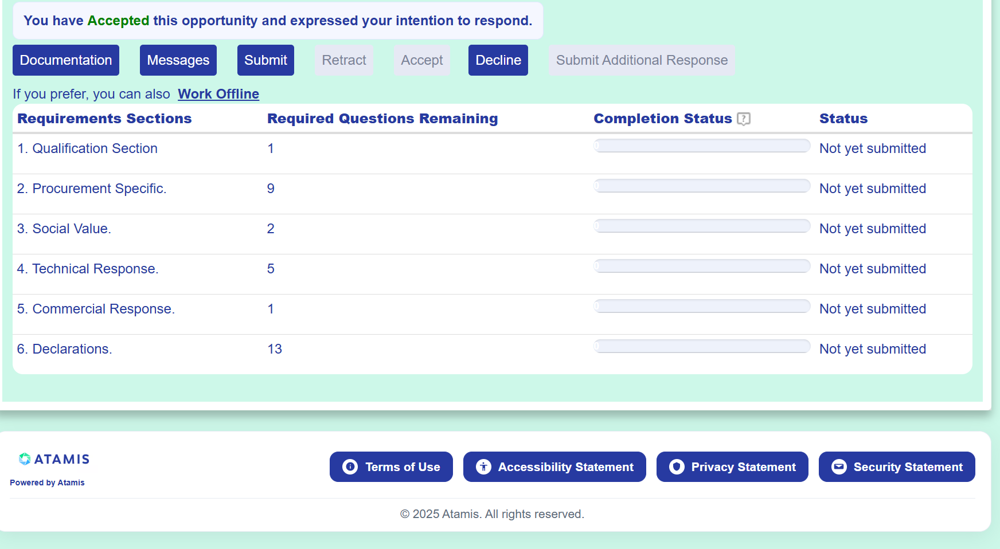 You have Accepted this opportunity and expressed your intention to respond.
Documentation Messages Submit Retract Accept Decline Submit Additional Response
If you prefer, you can also Work Offline
Requirements Sections Required Questions Remaining Completion Status ? Status
1. Qualification Section 1 0 Not yet submitted
2. Procurement Specific. 9 0 Not yet submitted
3. Social Value. 2 0 Not yet submitted
4. Technical Response. 5 0 Not yet submitted
5. Commercial Response. 1 0 Not yet submitted
6. Declarations. 13 0 Not yet submitted
ATAMIS
Powered by Atamis
Terms of Use Accessibility Statement Privacy Statement Security Statement
© 2025 Atamis. All rights reserved.